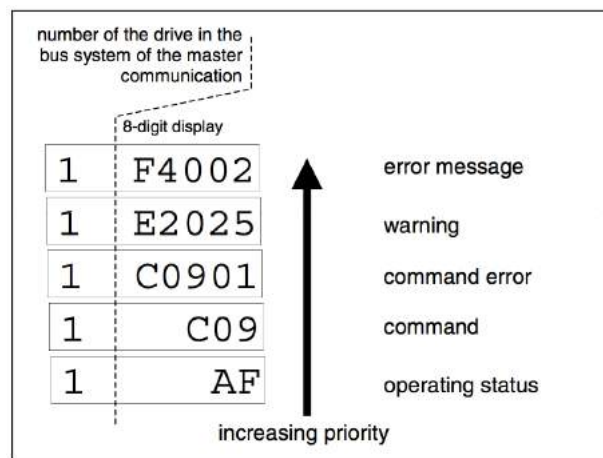 number of the drive in the
bus system of the master
communication
8-digit display
1 F4002 error message
1 E2025 warning
1 C0901 command error
1 C09 command
1 AF operating status
increasing priority